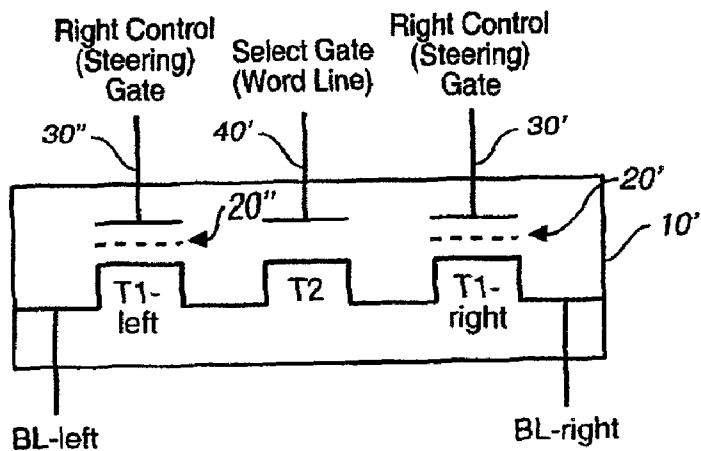 Right Control
(Steering)
Gate
Select Gate
(Word Line)
Right Control
(Steering)
Gate
30"
40'
30'
20"
20'
10'
T1-
left
T2
T1-
right
BL-left
BL-right